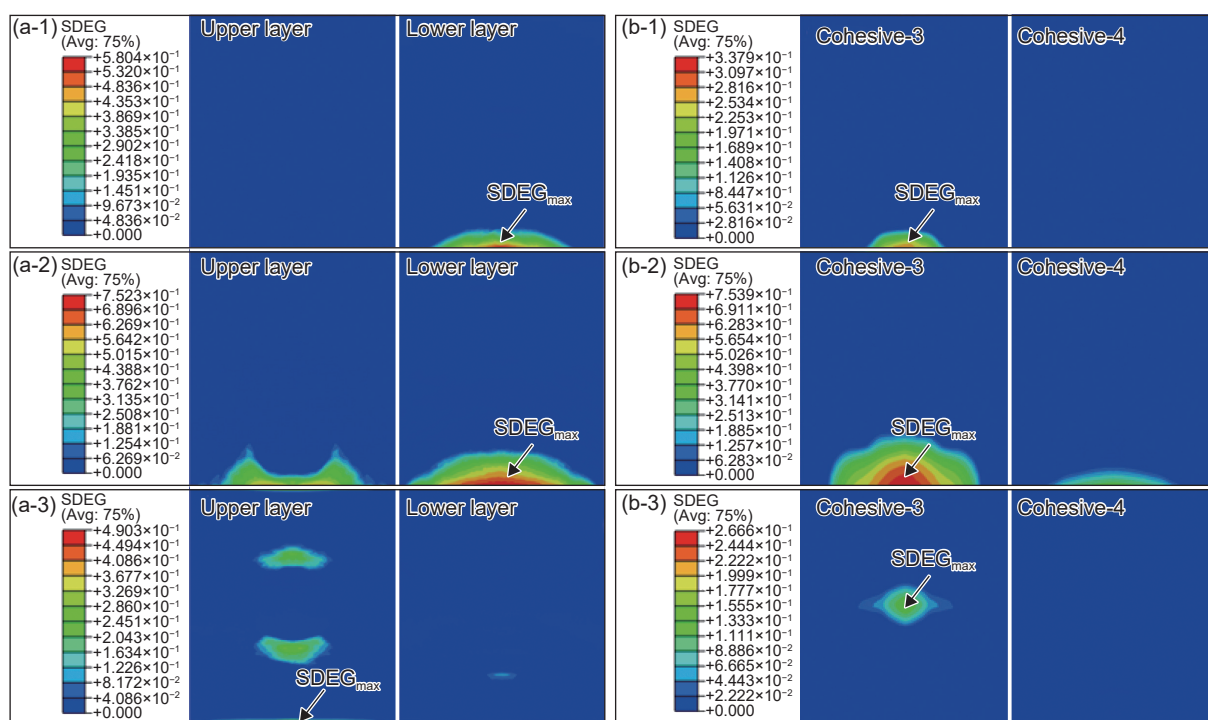 (a-1) SDEG
(Avg: 75%)
+5.804×10⁻¹
+5.320×10⁻¹
+4.836×10⁻¹
+4.353×10⁻¹
+3.869×10⁻¹
+3.385×10⁻¹
+2.902×10⁻¹
+2.418×10⁻¹
+1.935×10⁻¹
+1.451×10⁻¹
+9.673×10⁻²
+4.836×10⁻²
+0.000
Upper layer
Lower layer
SDEGmax
(b-1) SDEG
(Avg: 75%)
+3.379×10⁻¹
+3.097×10⁻¹
+2.816×10⁻¹
+2.534×10⁻¹
+2.253×10⁻¹
+1.971×10⁻¹
+1.689×10⁻¹
+1.408×10⁻¹
+1.126×10⁻¹
+8.447×10⁻²
+5.631×10⁻²
+2.816×10⁻²
+0.000
Cohesive-3
Cohesive-4
SDEGmax
(a-2) SDEG
(Avg: 75%)
+7.523×10⁻¹
+6.896×10⁻¹
+6.269×10⁻¹
+5.642×10⁻¹
+5.015×10⁻¹
+4.388×10⁻¹
+3.762×10⁻¹
+3.135×10⁻¹
+2.508×10⁻¹
+1.881×10⁻¹
+1.254×10⁻¹
+6.269×10⁻²
+0.000
Upper layer
Lower layer
SDEGmax
(b-2) SDEG
(Avg: 75%)
+7.539×10⁻¹
+6.911×10⁻¹
+6.283×10⁻¹
+5.654×10⁻¹
+5.026×10⁻¹
+4.398×10⁻¹
+3.770×10⁻¹
+3.141×10⁻¹
+2.513×10⁻¹
+1.885×10⁻¹
+1.257×10⁻¹
+6.283×10⁻²
+0.000
Cohesive-3
Cohesive-4
SDEGmax
(a-3) SDEG
(Avg: 75%)
+4.903×10⁻¹
+4.494×10⁻¹
+4.086×10⁻¹
+3.677×10⁻¹
+3.269×10⁻¹
+2.860×10⁻¹
+2.451×10⁻¹
+2.043×10⁻¹
+1.634×10⁻¹
+1.226×10⁻¹
+8.172×10⁻²
+4.086×10⁻²
+0.000
Upper layer
Lower layer
SDEGmax
(b-3) SDEG
(Avg: 75%)
+2.666×10⁻¹
+2.444×10⁻¹
+2.222×10⁻¹
+1.999×10⁻¹
+1.777×10⁻¹
+1.555×10⁻¹
+1.333×10⁻¹
+1.111×10⁻¹
+8.886×10⁻²
+6.665×10⁻²
+4.443×10⁻²
+2.222×10⁻²
+0.000
Cohesive-3
Cohesive-4
SDEGmax